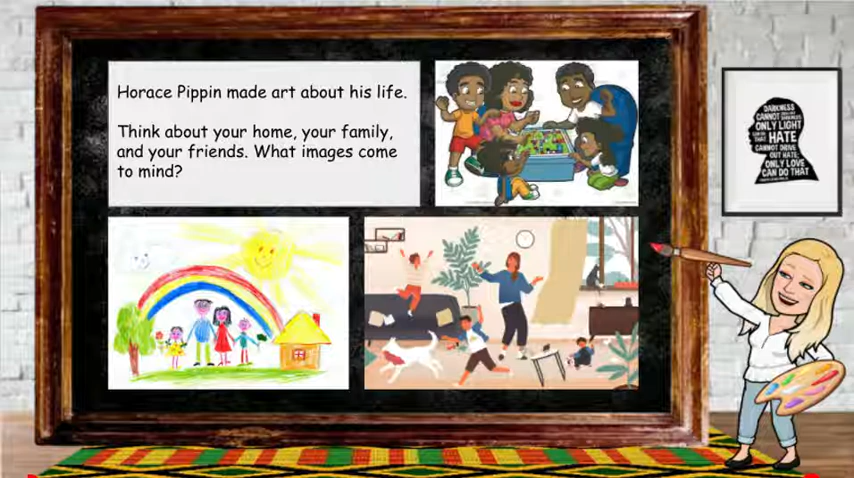 Horace Pippin made art about his life.
Think about your home, your family,
and your friends. What images come
to mind?
DARKNESS
CANNOT
ONLY LIGHT
HATE
CANNOT DRIVE
OUT HATE,
ONLY LOVE
CAN DO THAT